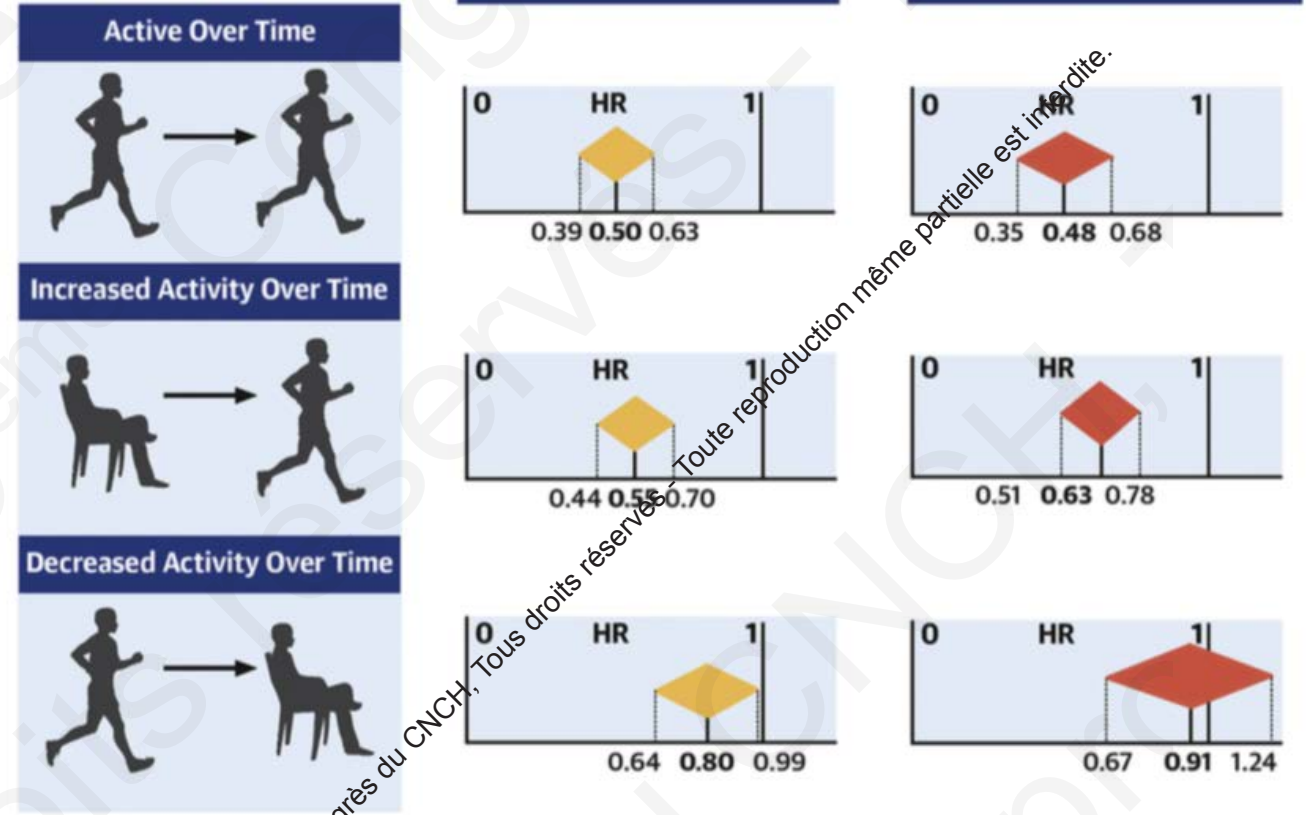 Active Over Time
0 HR 1
0.39 0.50 0.63
0 HR 1
0.35 0.48 0.68
Increased Activity Over Time
0 HR 1
0.44 0.70
0 HR 1
0.51 0.63 0.78
Decreased Activity Over Time
0 HR 1
0.64 0.80 0.99
0 HR 1
0.67 0.91 1.24
du CNCH, Tous droits réservés - Toute reproduction même partielle est interdite.